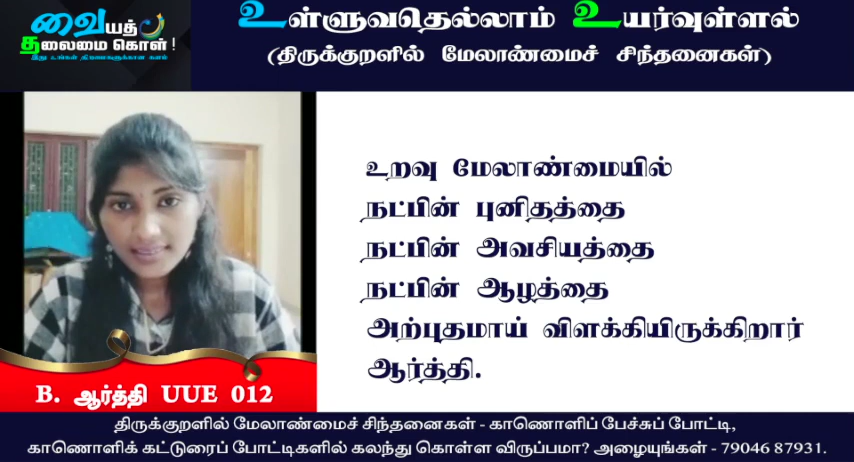 வையத்
தலைமை கொள்!
உள்ளுவதெல்லாம் உயர்வுள்ளல்
(திருக்குறளில் மேலாண்மைச் சிந்தனைகள்)
உறவு மேலாண்மையில்
நட்பின் புனிதத்தை
நட்பின் அவசியத்தை
நட்பின் ஆழத்தை
அற்புதமாய் விளக்கியிருக்கிறார்
ஆர்த்தி.
B. ஆர்த்தி UUE 012
திருக்குறளில் மேலாண்மைச் சிந்தனைகள் - காணொளிப் பேச்சுப் போட்டி,
காணொளிக் கட்டுரைப் போட்டிகளில் கலந்து கொள்ள விருப்பமா? அழையுங்கள் - 79046 87931.